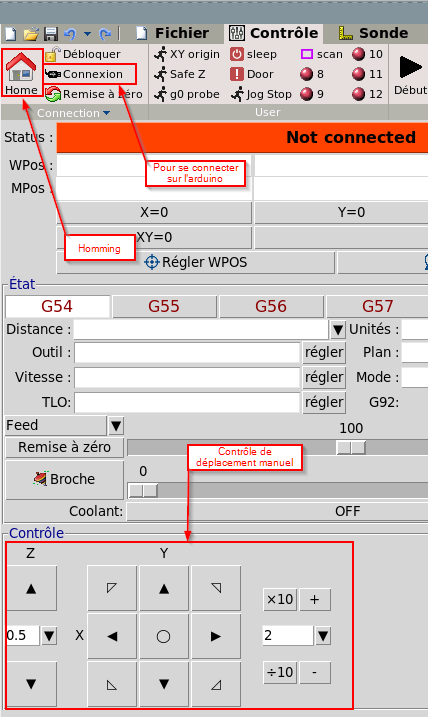 Fichier Contrôle Sonde
Débloquer XY origin sleep scan 10
Connexion Safe Z Door 8 11
Home Remise à zéro g0 probe Jog Stop 9 12 Début
Connection User
Status : Not connected
WPos :
Pour se connecter
sur l'arduino
MPos :
X=0 Y=0
XY=0
Homming
Régler WPOS
État
G54 G55 G56 G57
Distance : Unités :
Outil : régler Plan :
Vitesse : régler Mode :
TLO: régler G92:
Feed 100
Remise à zéro
Contrôle de
déplacement manuel
Broche 0
Coolant: OFF
Contrôle
Z Y
×10 +
0.5 X 2
÷10 -